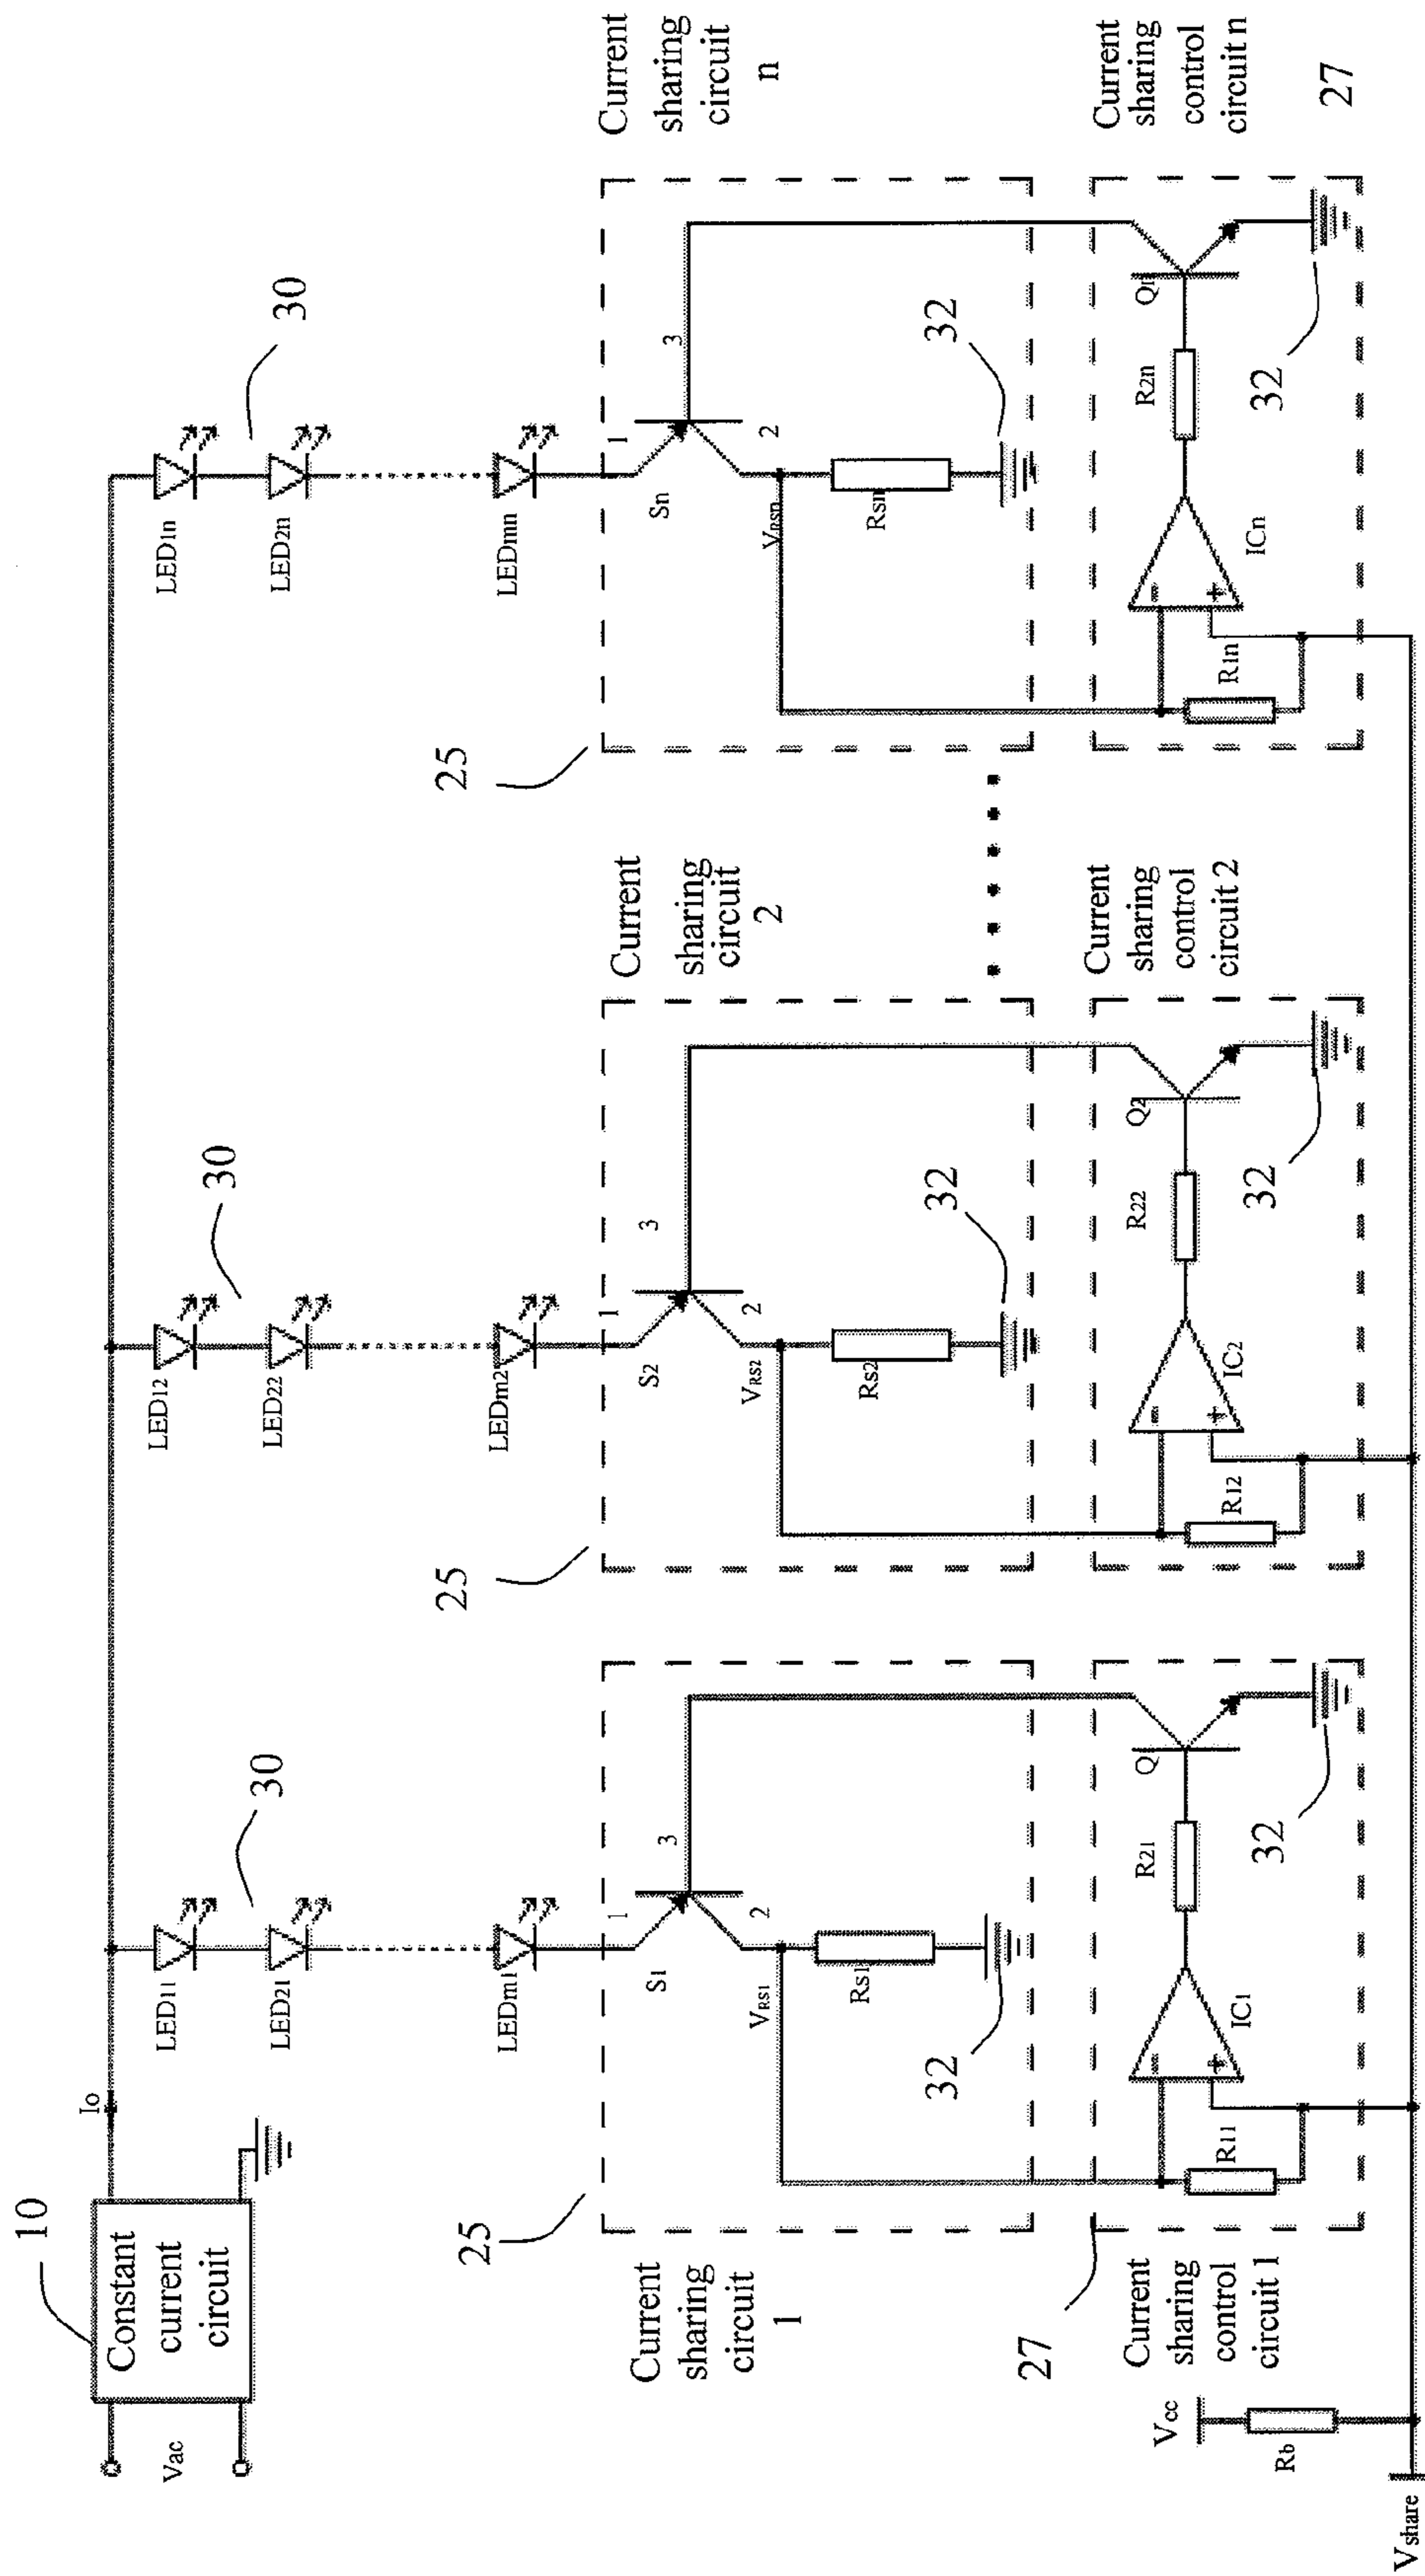 10
Constant
current
circuit
Vac
Io
LED11
LED21
LEDm1
30
LED12
LED22
LEDm2
30
LED1n
LED2n
LEDmn
30
25
Current
sharing
circuit
1
S1
1
2
3
VRS1
Rs1
32
25
Current
sharing
circuit
2
S2
1
2
3
VRS2
Rs2
32
25
Current
sharing
circuit
n
Sn
1
2
3
VRSn
Rsn
32
27
Current
sharing
control
circuit 1
R11
- +
IC1
R21
Q1
32
Current
sharing
control
circuit 2
R12
- +
IC2
R22
Q2
32
Current
sharing
control
circuit n
27
R1n
- +
ICn
R2n
32
Vcc
Rb
Vshare